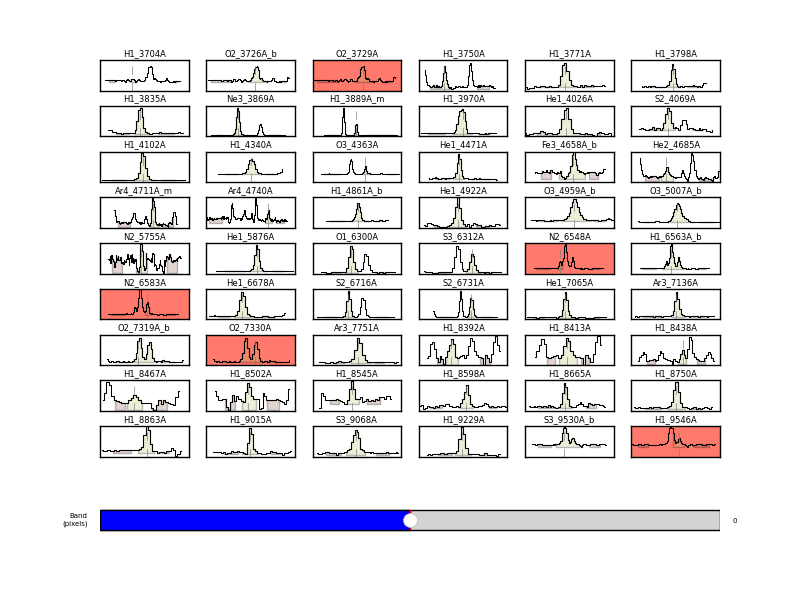 H1_3704A O2_3726A_b O2_3729A H1_3750A H1_3771A H1_3798A
H1_3835A Ne3_3869A H1_3889A_m H1_3970A He1_4026A S2_4069A
H1_4102A H1_4340A O3_4363A He1_4471A Fe3_4658A_b He2_4685A
Ar4_4711A_m Ar4_4740A H1_4861A_b He1_4922A O3_4959A_b O3_5007A_b
N2_5755A He1_5876A O1_6300A S3_6312A N2_6548A H1_6563A_b
N2_6583A He1_6678A S2_6716A S2_6731A He1_7065A Ar3_7136A
O2_7319A_b O2_7330A Ar3_7751A H1_8392A H1_8413A H1_8438A
H1_8467A H1_8502A H1_8545A H1_8598A H1_8665A H1_8750A
H1_8863A H1_9015A S3_9068A H1_9229A S3_9530A_b H1_9546A
Band
(pixels)
0